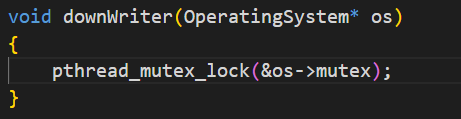 void downWriter(OperatingSystem* os)
{
    pthread_mutex_lock(&os->mutex);
}